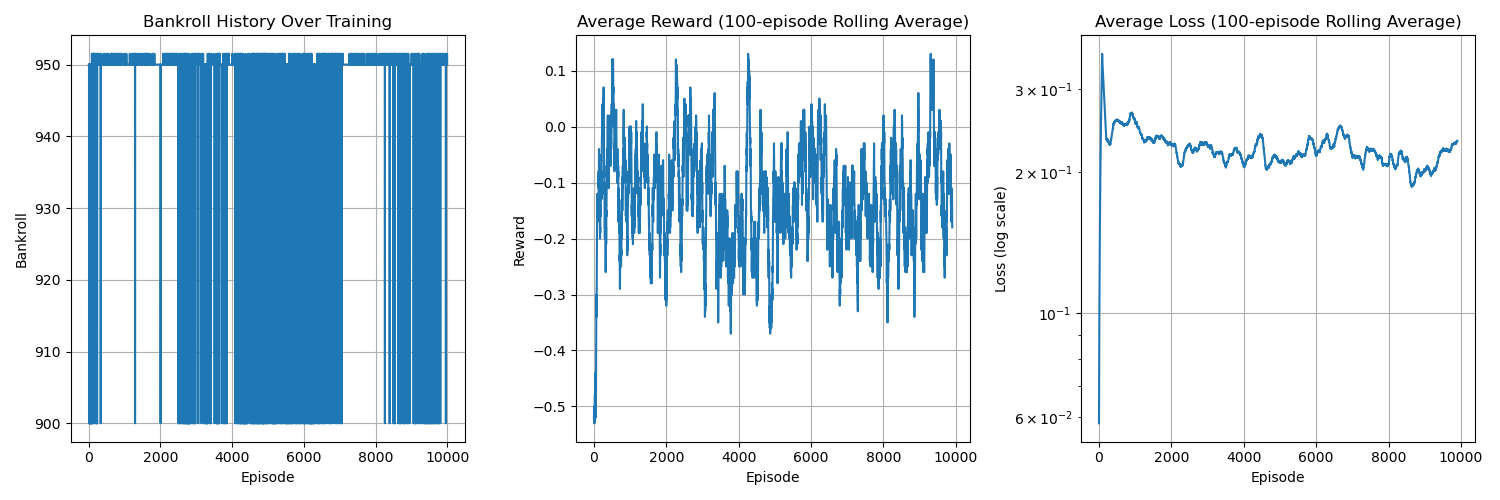 Bankroll History Over Training
Average Reward (100-episode Rolling Average)
Average Loss (100-episode Rolling Average)
Bankroll
950
940
930
920
910
900
0 2000 4000 6000 8000 10000
Episode
Reward
0.1
0.0
−0.1
−0.2
−0.3
−0.4
−0.5
0 2000 4000 6000 8000 10000
Episode
Loss (log scale)
3 × 10⁻¹
2 × 10⁻¹
10⁻¹
6 × 10⁻²
0 2000 4000 6000 8000 10000
Episode